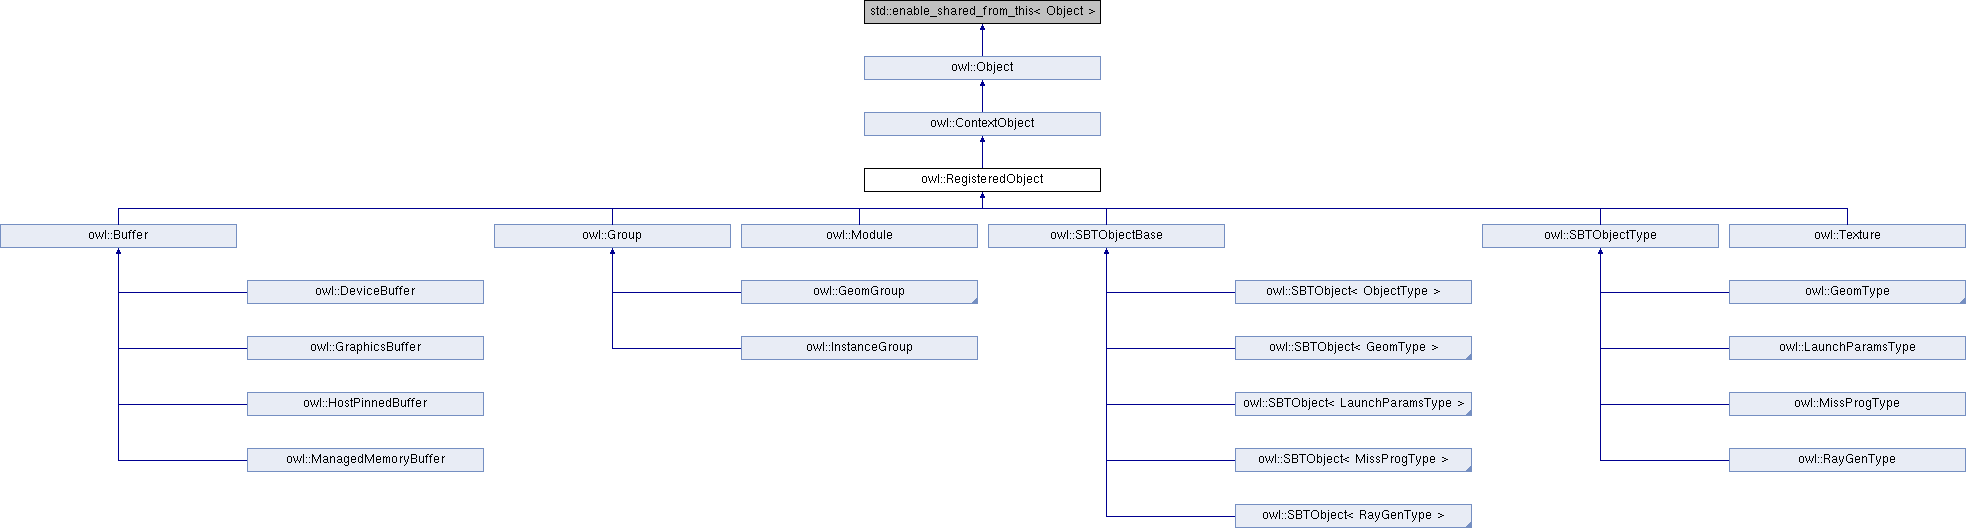 std::enable_shared_from_this< Object >
owl::Object
owl::ContextObject
owl::RegisteredObject
owl::Buffer
owl::Group
owl::Module
owl::SBTObjectBase
owl::SBTObjectType
owl::Texture
owl::DeviceBuffer
owl::GeomGroup
owl::SBTObject< ObjectType >
owl::GeomType
owl::GraphicsBuffer
owl::InstanceGroup
owl::SBTObject< GeomType >
owl::LaunchParamsType
owl::HostPinnedBuffer
owl::SBTObject< LaunchParamsType >
owl::MissProgType
owl::ManagedMemoryBuffer
owl::SBTObject< MissProgType >
owl::RayGenType
owl::SBTObject< RayGenType >